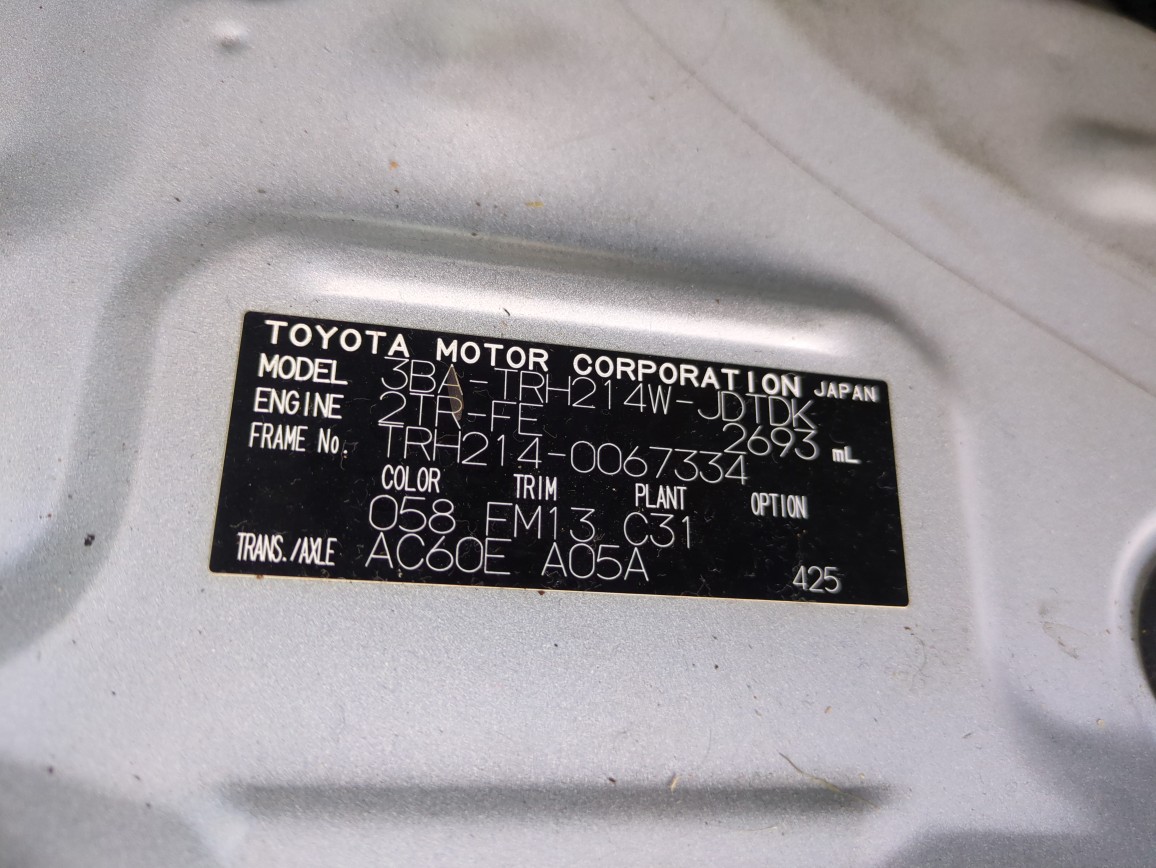 TOYOTA MOTOR CORPORATION JAPAN
MODEL 3BA-TRH214W-JDTDK
ENGINE 2TR-FE 2693 mL
FRAME No. TRH214-0067334
COLOR TRIM PLANT OPTION
058 EM13 C31
TRANS./AXLE AC60E A05A 425